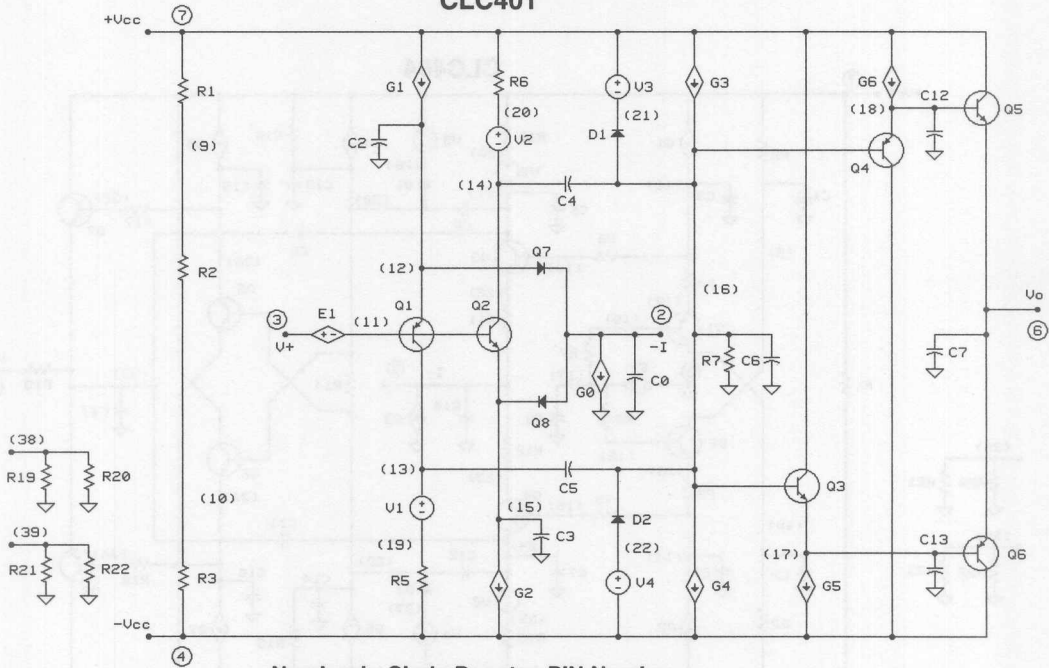 CLC401
+Vcc
7
R1
G1
R6
V3
G3
G6
C12
(9)
(20)
(21)
(18)
Q5
C2
V2
D1
Q4
(14)
C4
R2
(12)
Q7
(16)
3
E1
(11)
Q1
Q2
2
Vo
V+
-I
6
R7
C6
C7
G0
C0
Q8
(38)
(13)
C5
Q3
R19
R20
(10)
V1
(15)
D2
(39)
(19)
C3
(22)
(17)
C13
Q6
R21
R22
R3
R5
G2
V4
G4
G5
-Vcc
4